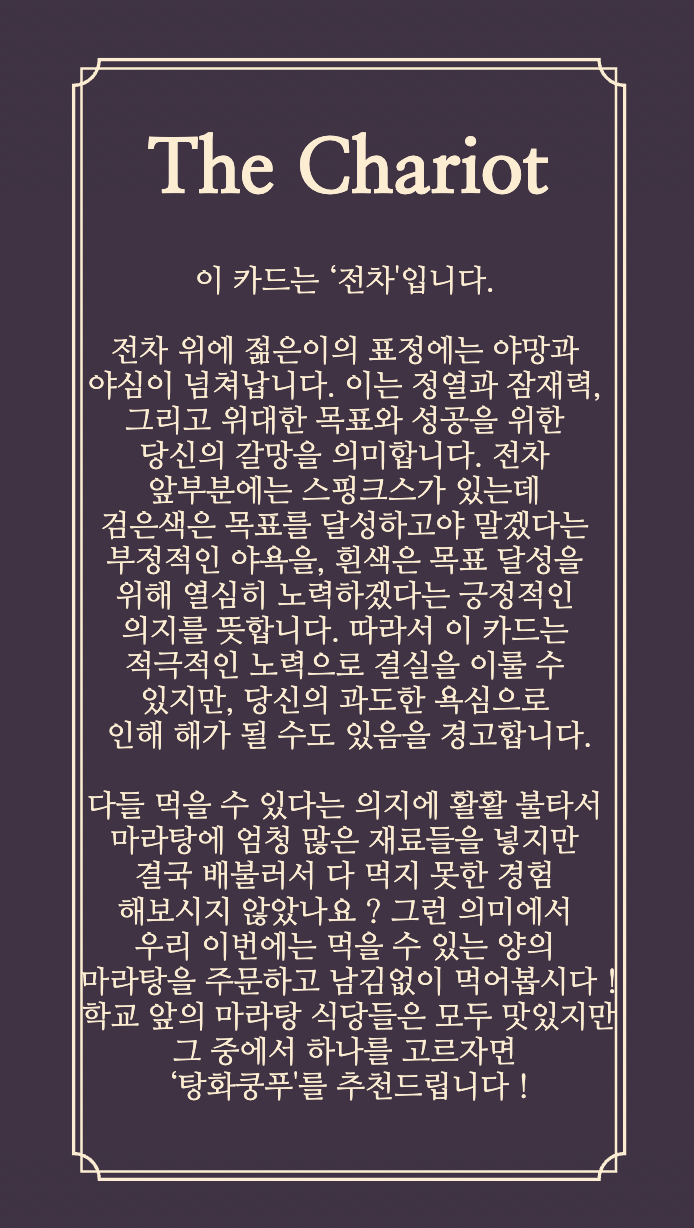 The Chariot
이 카드는 ‘전차'입니다.
전차 위에 젊은이의 표정에는 야망과
야심이 넘쳐납니다. 이는 정열과 잠재력,
그리고 위대한 목표와 성공을 위한
당신의 갈망을 의미합니다. 전차
앞부분에는 스핑크스가 있는데
검은색은 목표를 달성하고야 말겠다는
부정적인 야욕을, 흰색은 목표 달성을
위해 열심히 노력하겠다는 긍정적인
의지를 뜻합니다. 따라서 이 카드는
적극적인 노력으로 결실을 이룰 수
있지만, 당신의 과도한 욕심으로
인해 해가 될 수도 있음을 경고합니다.
다들 먹을 수 있다는 의지에 활활 불타서
마라탕에 엄청 많은 재료들을 넣지만
결국 배불러서 다 먹지 못한 경험
해보시지 않았나요 ? 그런 의미에서
우리 이번에는 먹을 수 있는 양의
마라탕을 주문하고 남김없이 먹어봅시다 !
학교 앞의 마라탕 식당들은 모두 맛있지만
그 중에서 하나를 고르자면
‘탕화쿵푸'를 추천드립니다 !